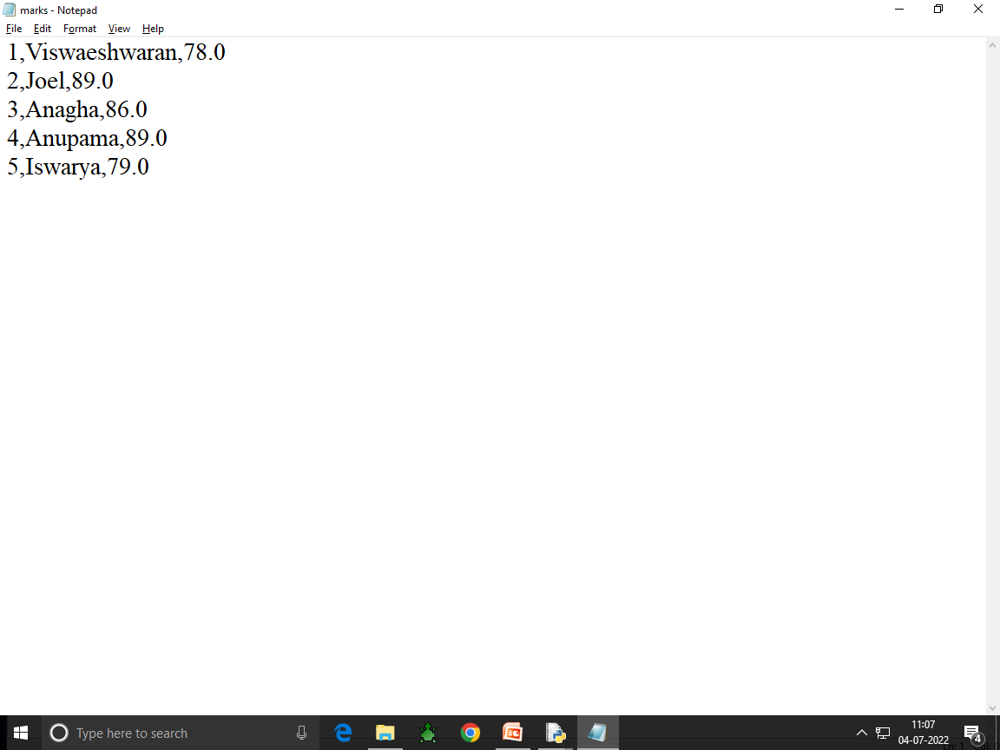 marks - Notepad
File Edit Format View Help
1,Viswaeshwaran,78.0
2,Joel,89.0
3,Anagha,86.0
4,Anupama,89.0
5,Iswarya,79.0
Type here to search
11:07
04-07-2022
4